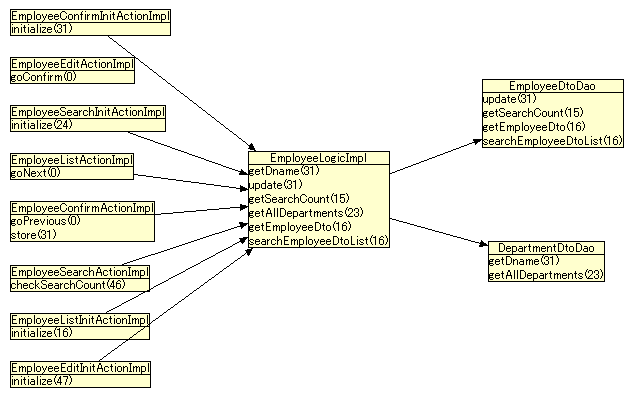 EmployeeConfirmInitActionImpl
initialize(31)
EmployeeEditActionImpl
goConfirm(0)
EmployeeSearchInitActionImpl
initialize(24)
EmployeeListActionImpl
goNext(0)
EmployeeConfirmActionImpl
goPrevious(0)
store(31)
EmployeeSearchActionImpl
checkSearchCount(46)
EmployeeListInitActionImpl
initialize(16)
EmployeeEditInitActionImpl
initialize(47)
EmployeeLogicImpl
getDname(31)
update(31)
getSearchCount(15)
getAllDepartments(23)
getEmployeeDto(16)
searchEmployeeDtoList(16)
EmployeeDtoDao
update(31)
getSearchCount(15)
getEmployeeDto(16)
searchEmployeeDtoList(16)
DepartmentDtoDao
getDname(31)
getAllDepartments(23)